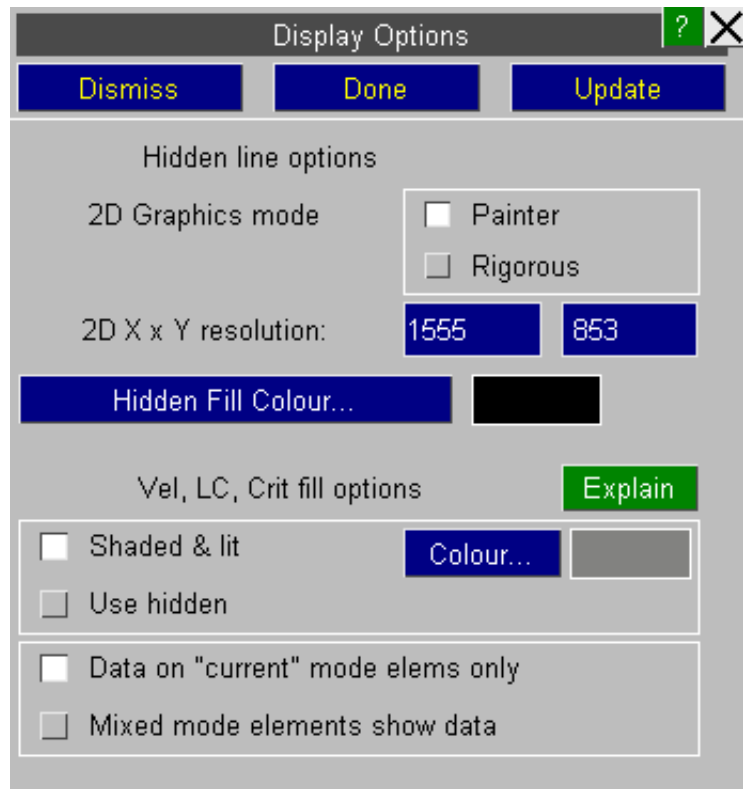 Display Options ?
Dismiss Done Update
Hidden line options
2D Graphics mode Painter
Rigorous
2D X x Y resolution: 1555 853
Hidden Fill Colour...
Vel, LC, Crit fill options Explain
Shaded & lit Colour...
Use hidden
Data on "current" mode elems only
Mixed mode elements show data